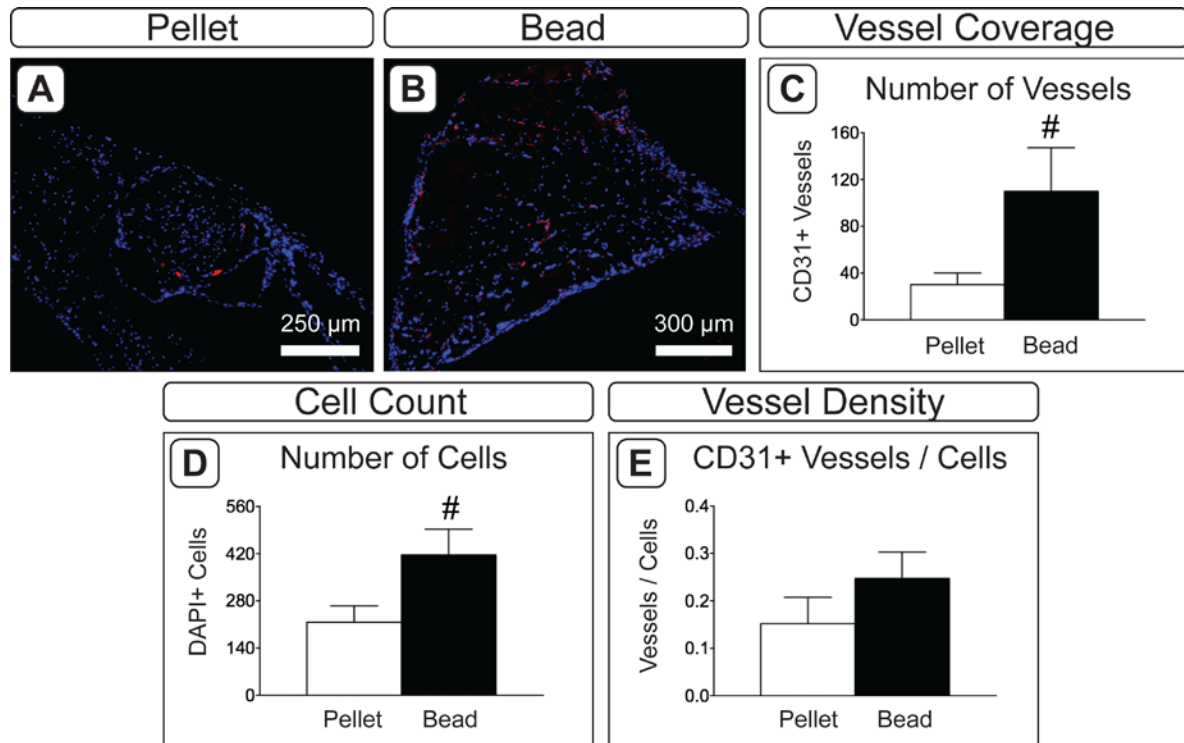 Pellet
Bead
Vessel Coverage
A
250 µm
B
300 µm
C
Number of Vessels
#
160
120
80
40
0
CD31+ Vessels
Pellet
Bead
Cell Count
Vessel Density
D
Number of Cells
#
560
420
280
140
0
DAPI+ Cells
Pellet
Bead
E
CD31+ Vessels / Cells
0.4
0.3
0.2
0.1
0.0
Vessels / Cells
Pellet
Bead